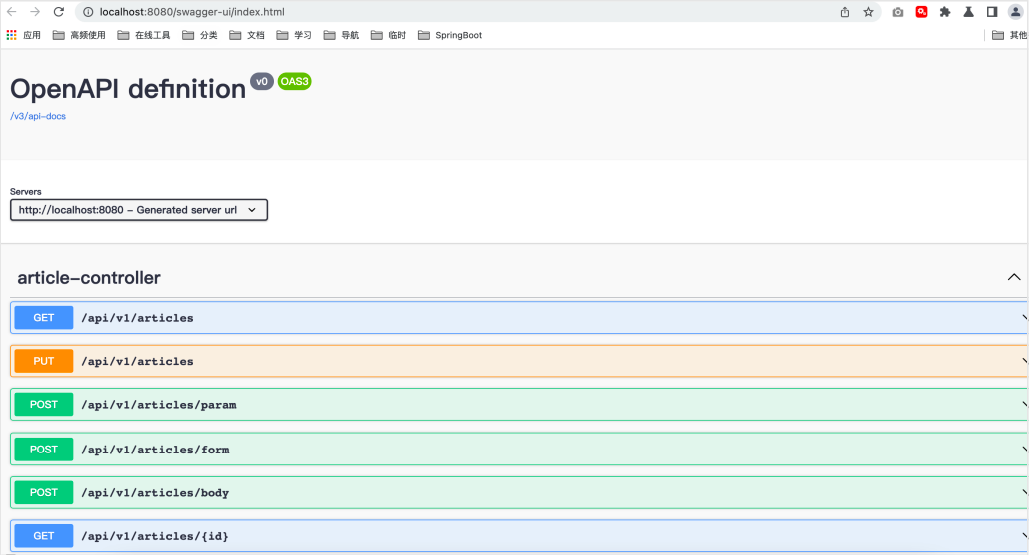 localhost:8080/swagger-ui/index.html
应用 高频使用 在线工具 分类 文档 学习 导航 临时 SpringBoot 其他
OpenAPI definition v0 OAS3
/v3/api-docs
Servers
http://localhost:8080 – Generated server url
article-controller
GET /api/v1/articles
PUT /api/v1/articles
POST /api/v1/articles/param
POST /api/v1/articles/form
POST /api/v1/articles/body
GET /api/v1/articles/{id}